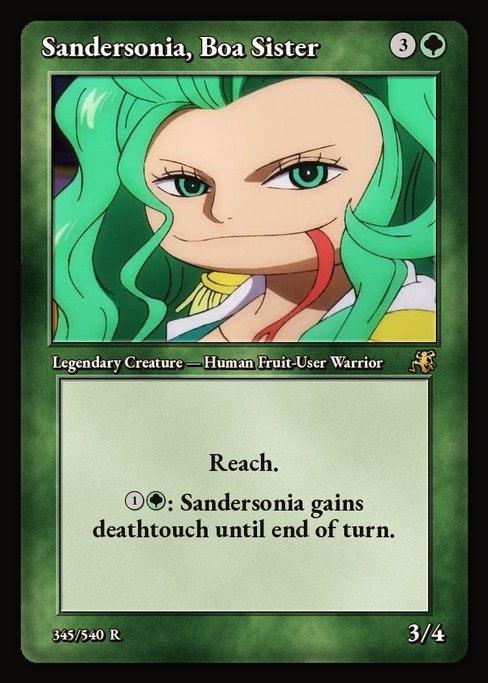 Sandersonia, Boa Sister 3
Legendary Creature — Human Fruit-User Warrior
Reach.
1: Sandersonia gains
deathtouch until end of turn.
345/540 R 3/4